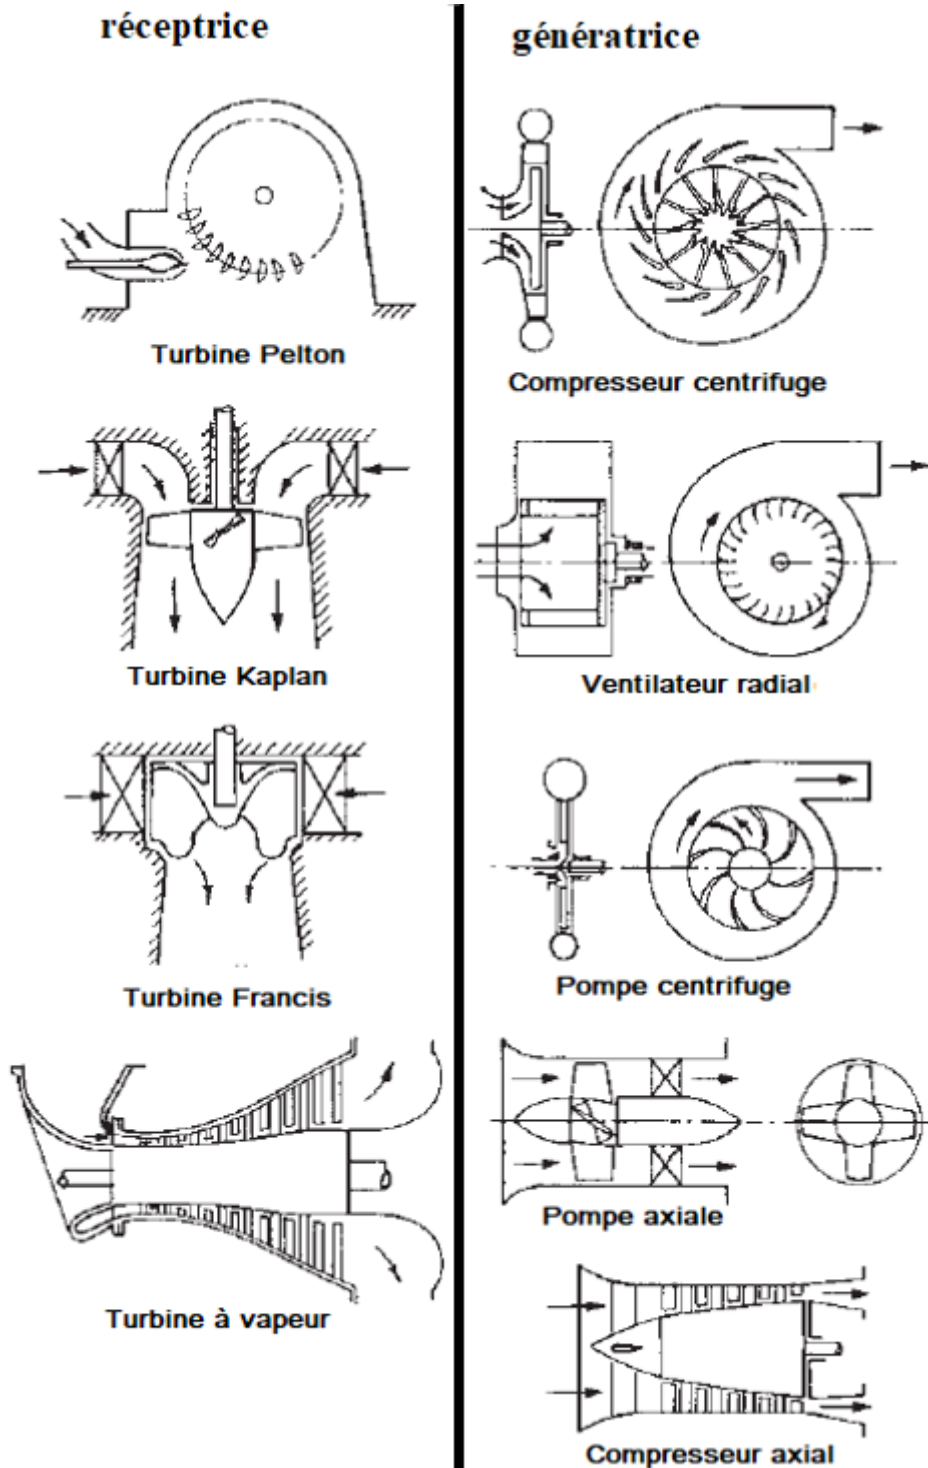 réceptrice
Turbine Pelton
Turbine Kaplan
Turbine Francis
Turbine à vapeur
génératrice
Compresseur centrifuge
Ventilateur radial
Pompe centrifuge
Pompe axiale
Compresseur axial